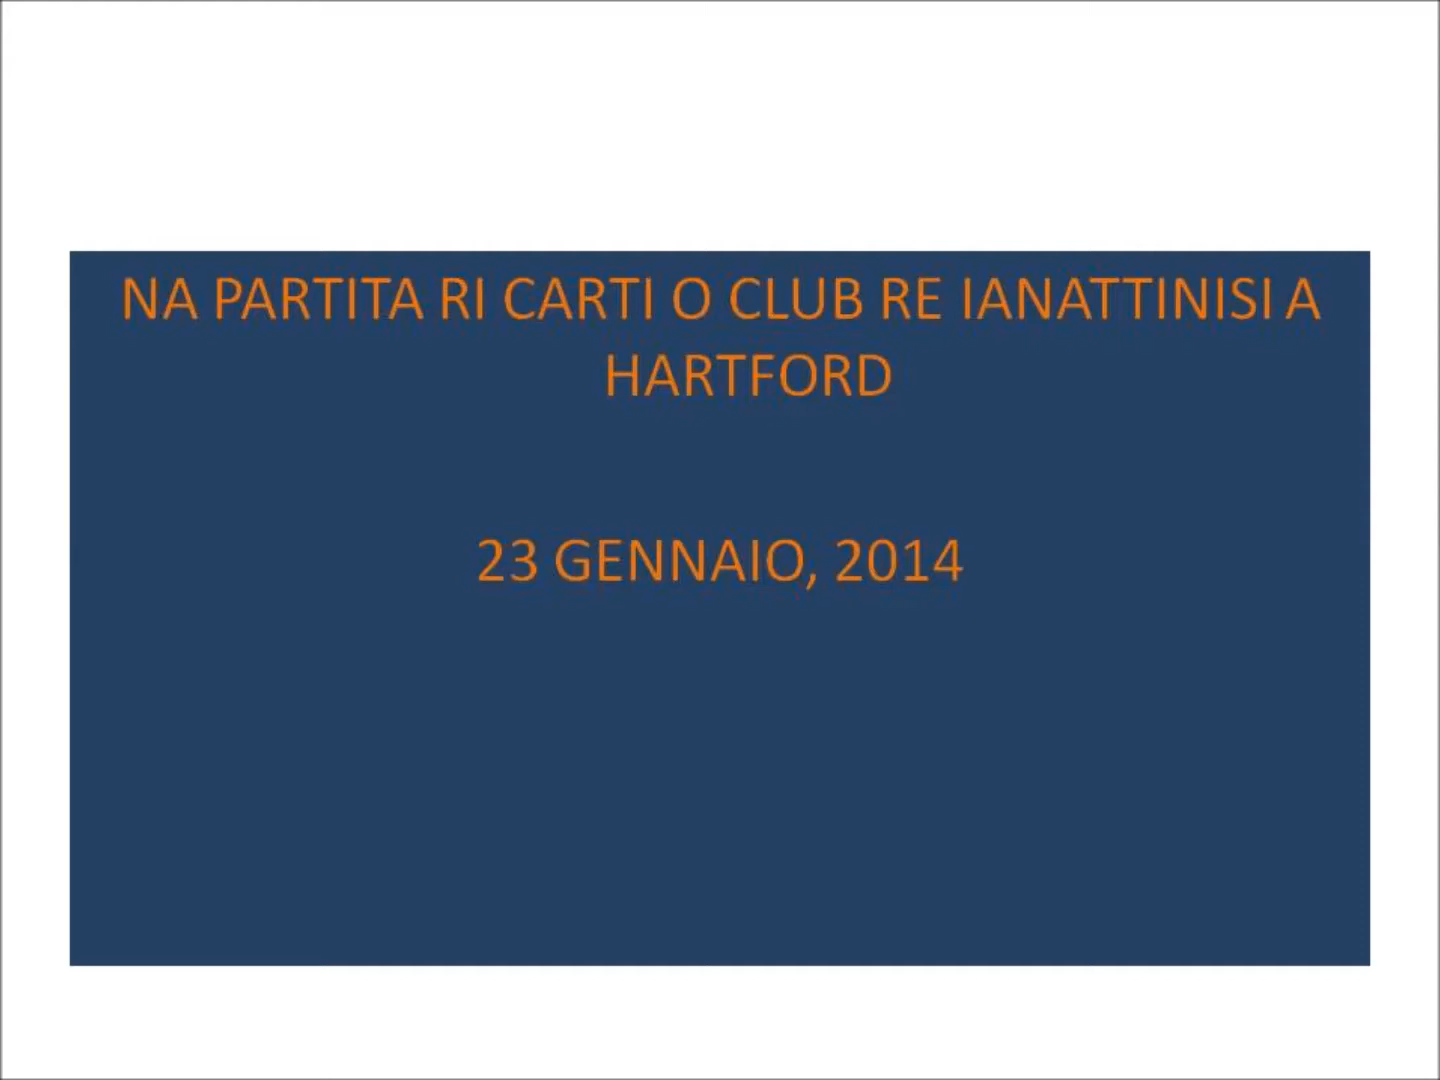 NA PARTITA RI CARTI O CLUB RE IANATTINISI A
HARTFORD
23 GENNAIO, 2014